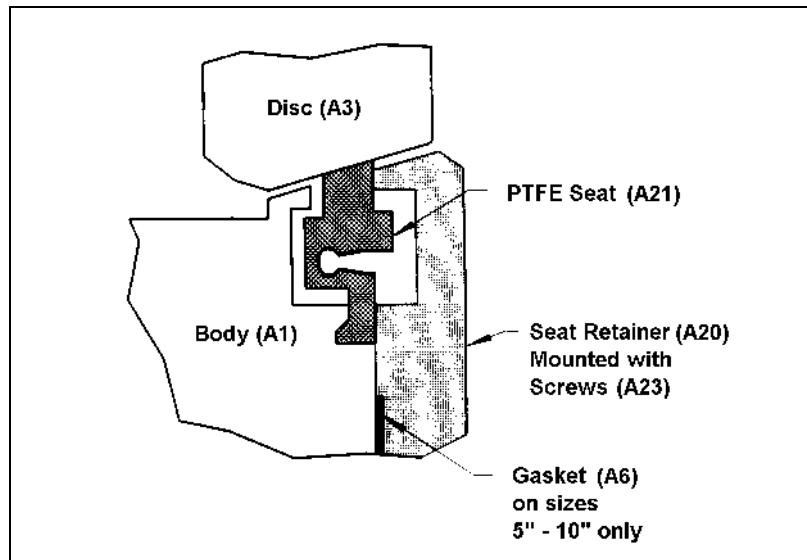 Disc (A3)
PTFE Seat (A21)
Body (A1)
Seat Retainer (A20)
Mounted with
Screws (A23)
Gasket (A6)
on sizes
5" - 10" only